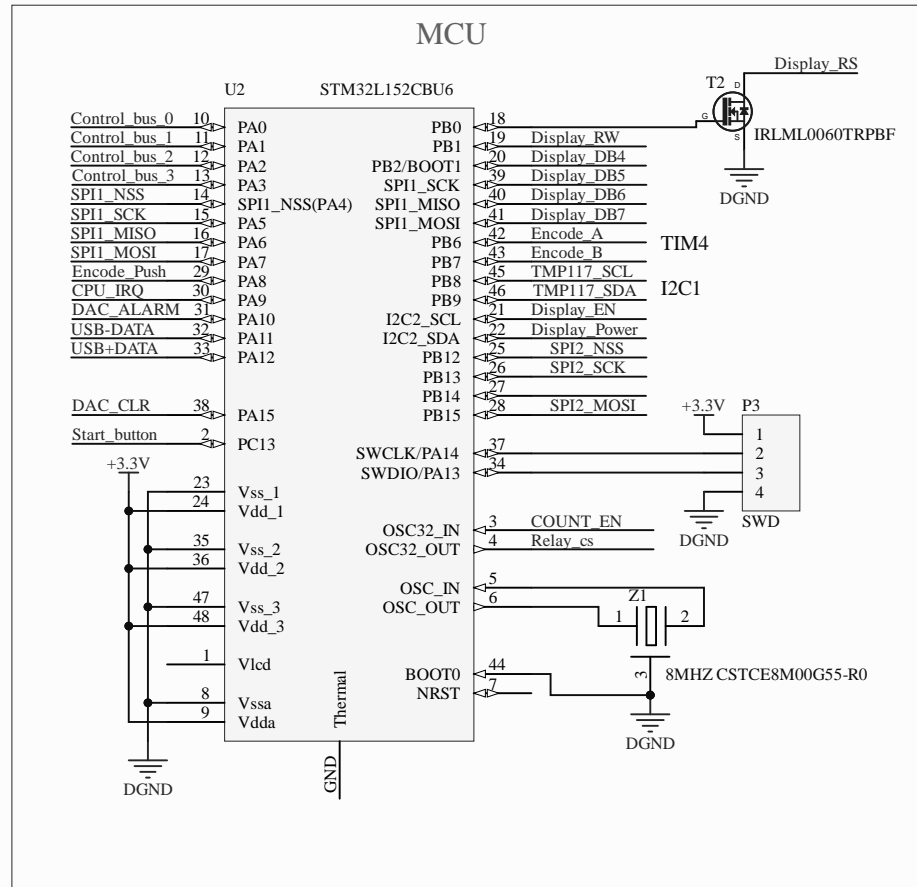 MCU
U2 STM32L152CBU6
Display_RS
T2
D
G
S
IRLML0060TRPBF
DGND
Control_bus_0 10 PA0
Control_bus_1 11 PA1
Control_bus_2 12 PA2
Control_bus_3 13 PA3
SPI1_NSS 14 SPI1_NSS(PA4)
SPI1_SCK 15 PA5
SPI1_MISO 16 PA6
SPI1_MOSI 17 PA7
Encode_Push 29 PA8
CPU_IRQ 30 PA9
DAC_ALARM 31 PA10
USB-DATA 32 PA11
USB+DATA 33 PA12
DAC_CLR 38 PA15
Start_button 2 PC13
+3.3V
23 Vss_1
24 Vdd_1
35 Vss_2
36 Vdd_2
47 Vss_3
48 Vdd_3
1 Vlcd
8 Vssa
9 Vdda
DGND
Thermal
GND
PB0 18
PB1 19 Display_RW
PB2/BOOT1 20 Display_DB4
SPI1_SCK 39 Display_DB5
SPI1_MISO 40 Display_DB6
SPI1_MOSI 41 Display_DB7
PB6 42 Encode_A
PB7 43 Encode_B
TIM4
PB8 45 TMP117_SCL
PB9 46 TMP117_SDA
I2C1
I2C2_SCL 21 Display_EN
I2C2_SDA 22 Display_Power
PB12 25 SPI2_NSS
PB13 26 SPI2_SCK
PB14 27
PB15 28 SPI2_MOSI
SWCLK/PA14 37
SWDIO/PA13 34
+3.3V P3
1
2
3
4
DGND SWD
OSC32_IN 3 COUNT_EN
OSC32_OUT 4 Relay_cs
OSC_IN 5
OSC_OUT 6
Z1
1 2
3
8MHZ CSTCE8M00G55-R0
BOOT0 44
NRST 7
DGND